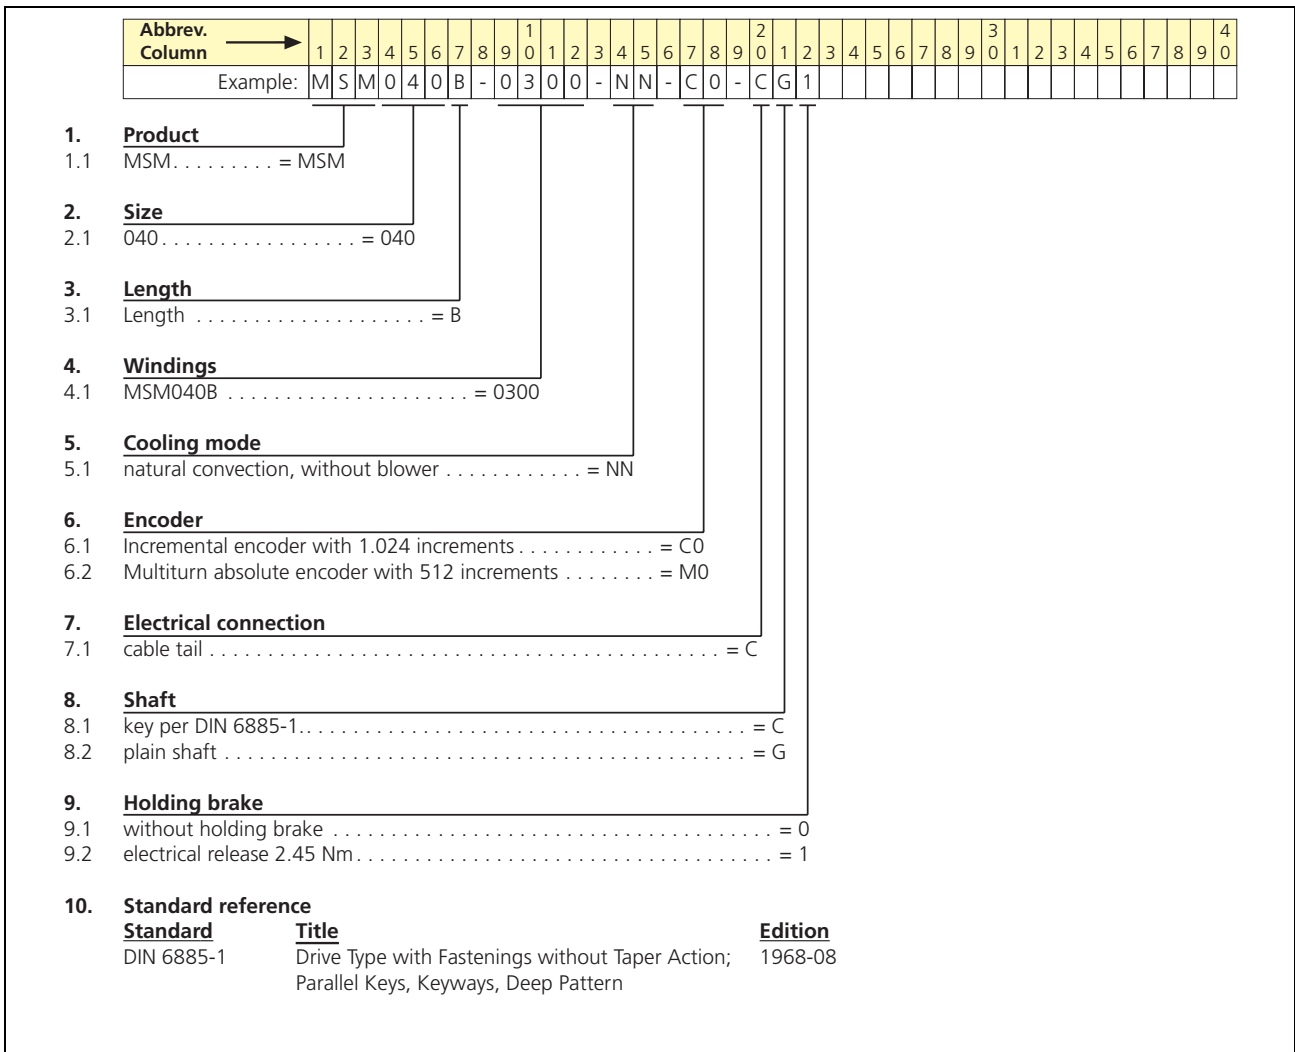 Abbrev. Column 1 2 3 4 5 6 7 8 9 10 1 2 3 4 5 6 7 8 9 20 1 2 3 4 5 6 7 8 9 30 1 2 3 4 5 6 7 8 9 40
Example: M S M 0 4 0 B - 0 3 0 0 - N N - C 0 - C G 1
1. Product
1.1 MSM. . . . . . . . . = MSM
2. Size
2.1 040 . . . . . . . . . . . . . . . . . = 040
3. Length
3.1 Length . . . . . . . . . . . . . . . . . . . . = B
4. Windings
4.1 MSM040B . . . . . . . . . . . . . . . . . . . . . = 0300
5. Cooling mode
5.1 natural convection, without blower . . . . . . . . . . . . = NN
6. Encoder
6.1 Incremental encoder with 1.024 increments . . . . . . . . . . . . = C0
6.2 Multiturn absolute encoder with 512 increments . . . . . . . . = M0
7. Electrical connection
7.1 cable tail . . . . . . . . . . . . . . . . . . . . . . . . . . . . . . . . . . . . . . . . . . . . = C
8. Shaft
8.1 key per DIN 6885-1. . . . . . . . . . . . . . . . . . . . . . . . . . . . . . . . . . . . . . . = C
8.2 plain shaft . . . . . . . . . . . . . . . . . . . . . . . . . . . . . . . . . . . . . . . . . . . . . = G
9. Holding brake
9.1 without holding brake . . . . . . . . . . . . . . . . . . . . . . . . . . . . . . . . . . . . . . = 0
9.2 electrical release 2.45 Nm . . . . . . . . . . . . . . . . . . . . . . . . . . . . . . . . . . . . = 1
10. Standard reference
Standard Title Edition
DIN 6885-1 Drive Type with Fastenings without Taper Action; 1968-08
Parallel Keys, Keyways, Deep Pattern